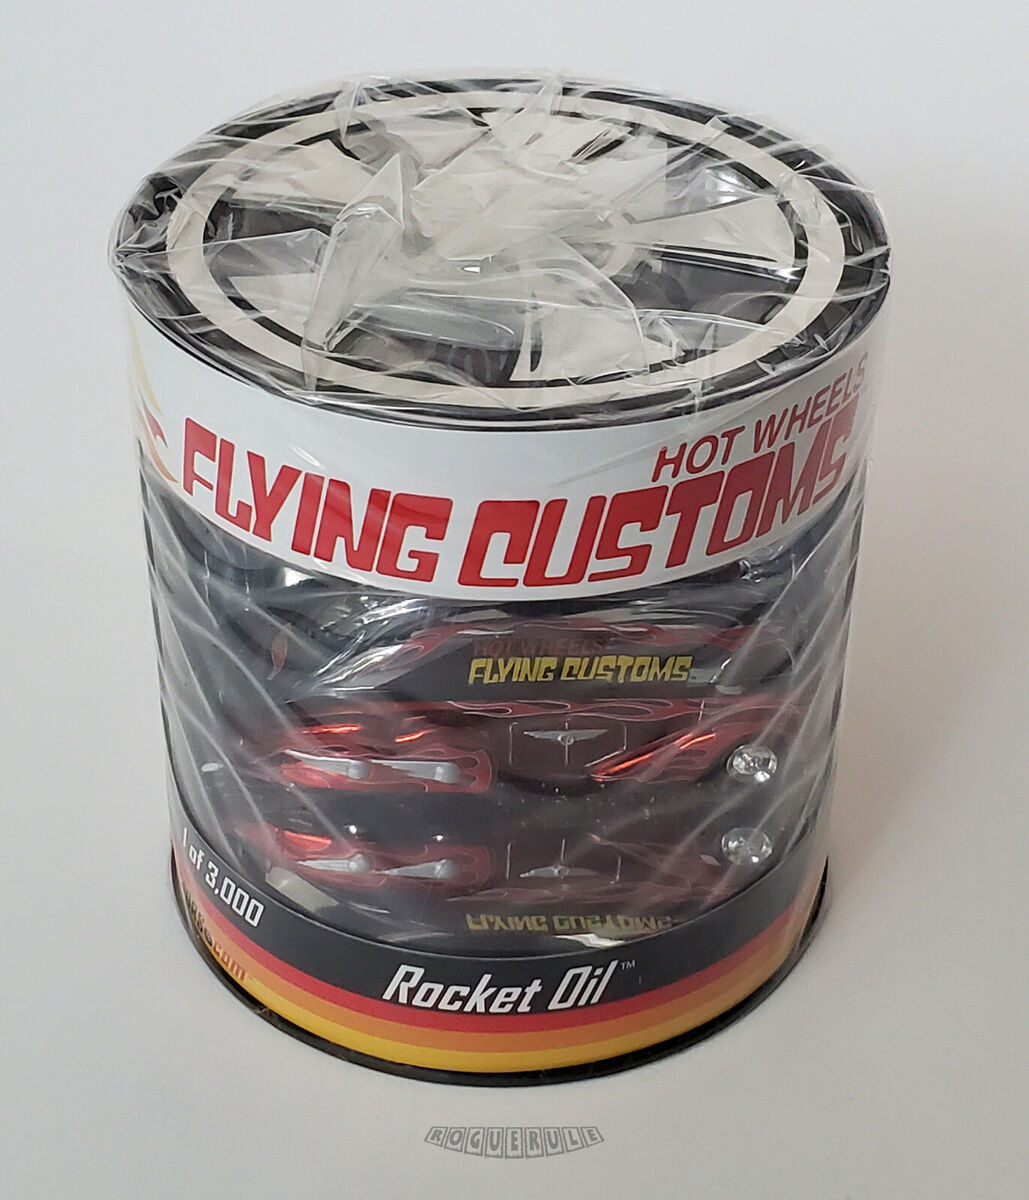 HOT WHEELS
FLYING CUSTOMS
HOT WHEELS
FLYING CUSTOMS
FLYING CUSTOMS
1 of 3,000
Rocket Oil™
ROGUERULE